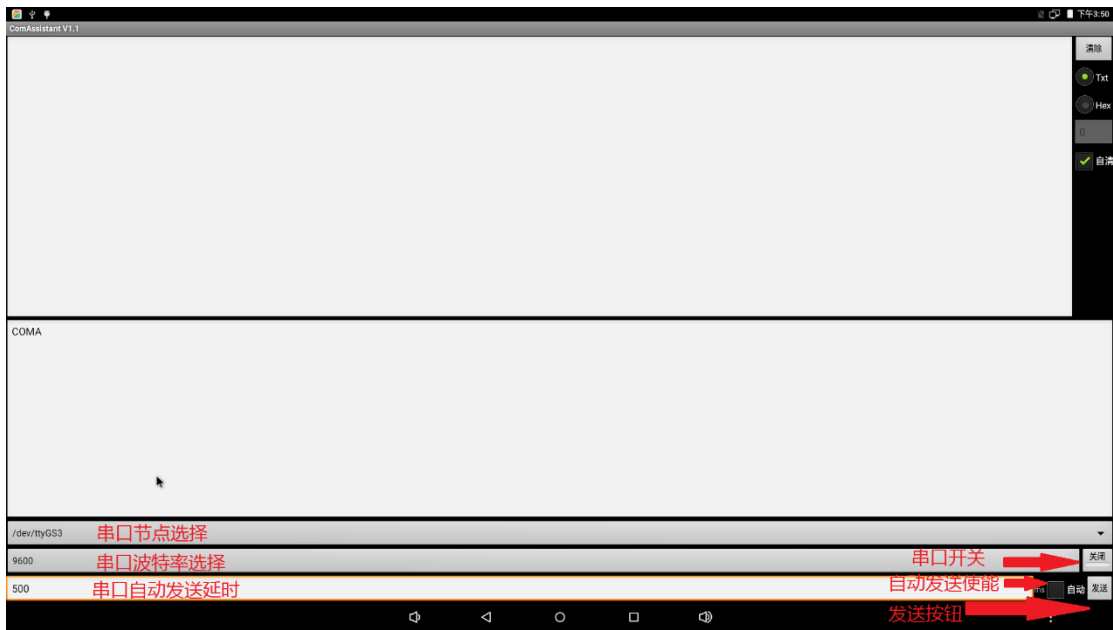 下午3:50
ComAssistant V1.1
清除
Txt
Hex
0
自清
COMA
/dev/ttyGS3 串口节点选择
9600 串口波特率选择 串口开关 关闭
500 串口自动发送延时 自动发送使能 ms 自动 发送
发送按钮